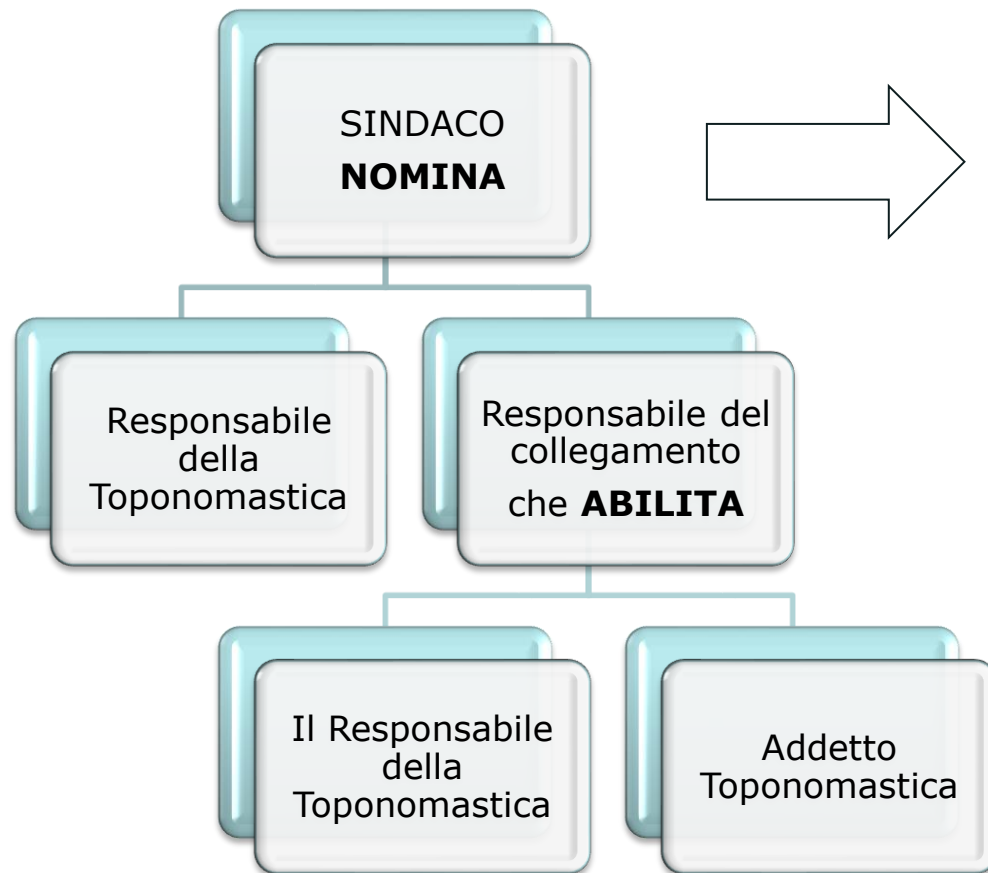 SINDACO
NOMINA
Responsabile
della
Toponomastica
Responsabile del
collegamento
che ABILITA
Il Responsabile
della
Toponomastica
Addetto
Toponomastica